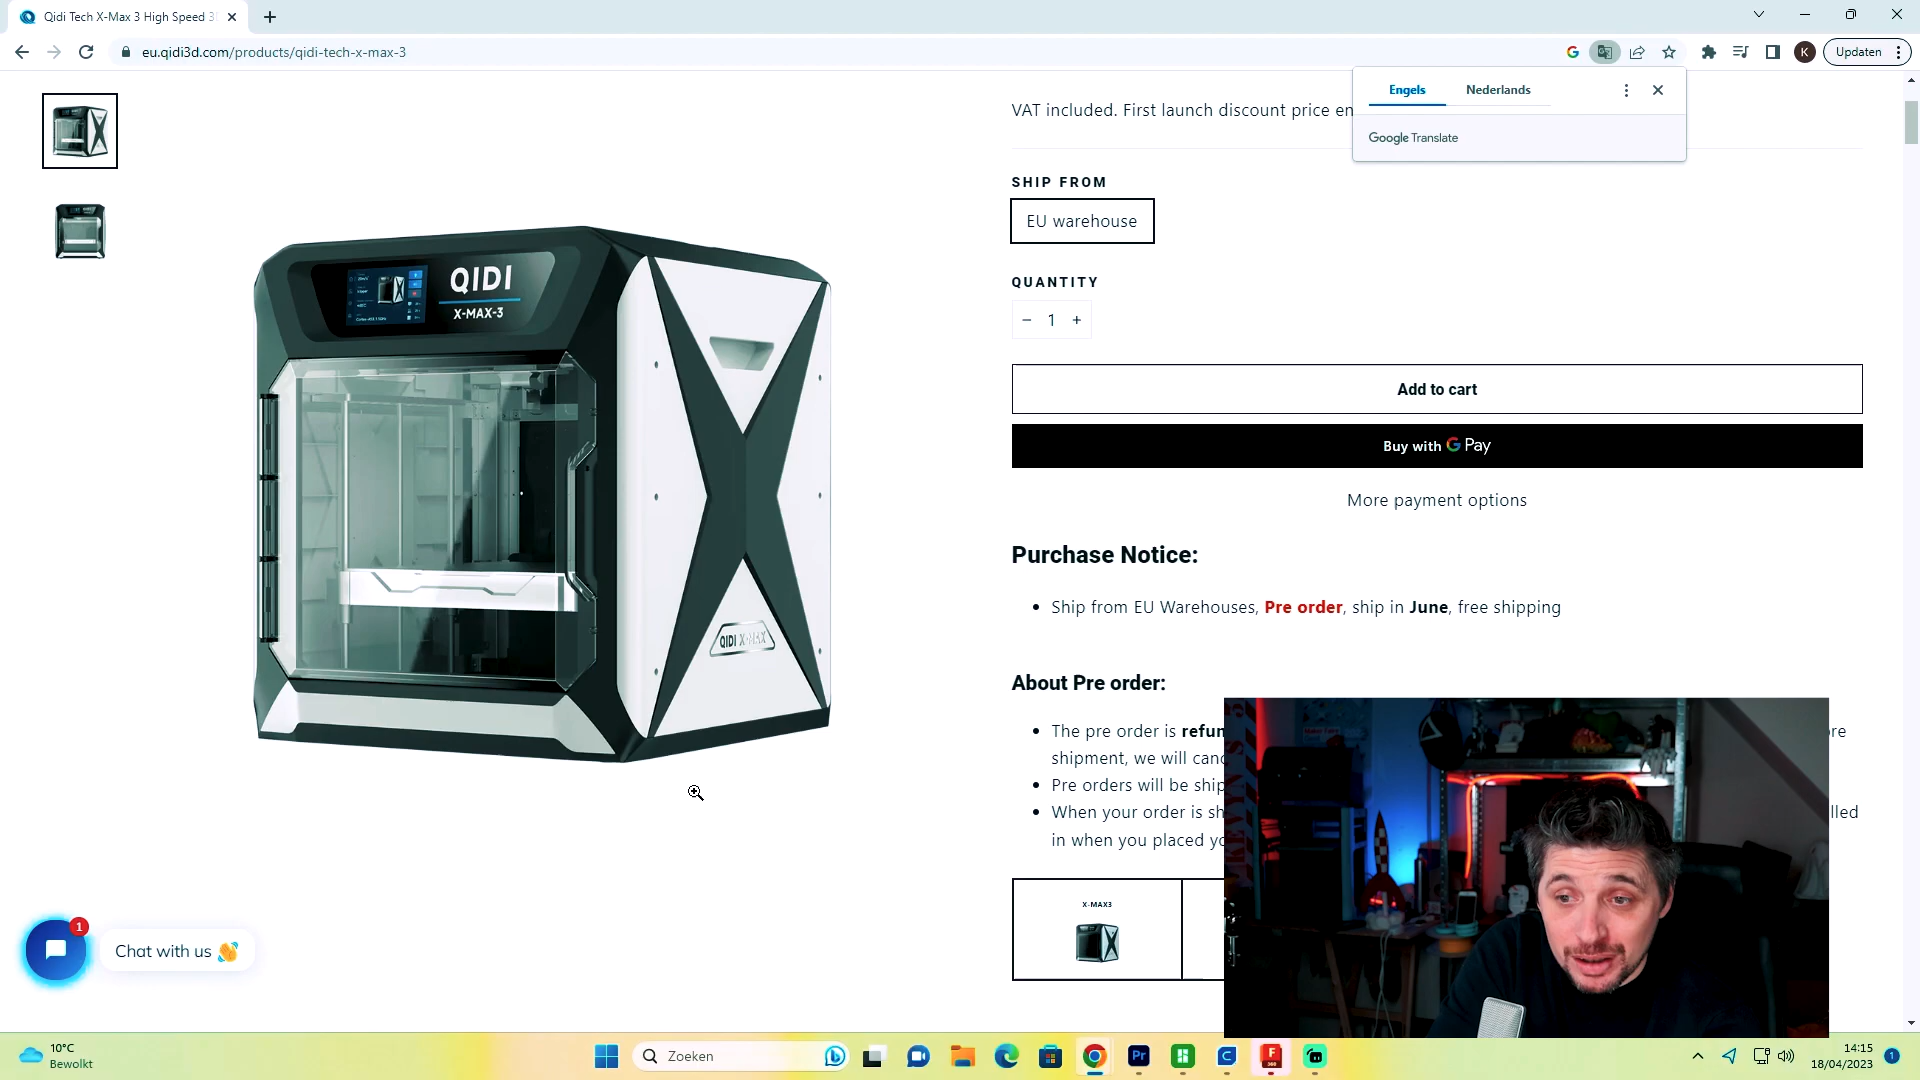 Qidi Tech X-Max 3 High Speed 3
eu.qidi3d.com/products/qidi-tech-x-max-3
K
Updaten
Engels
Nederlands
Google Translate
VAT included. First launch discount price en
SHIP FROM
EU warehouse
QUANTITY
− 1 +
Add to cart
Buy with G Pay
More payment options
Purchase Notice:
Ship from EU Warehouses, Pre order, ship in June, free shipping
About Pre order:
The pre order is refun
re
shipment, we will canc
Pre orders will be ship
When your order is sh
lled
in when you placed yo
X-MAX3
QIDI
X-MAX-3
QIDI X-MAX
1
Chat with us 👋
10°C
Bewolkt
Zoeken
Pr
C
F
14:15
18/04/2023
1